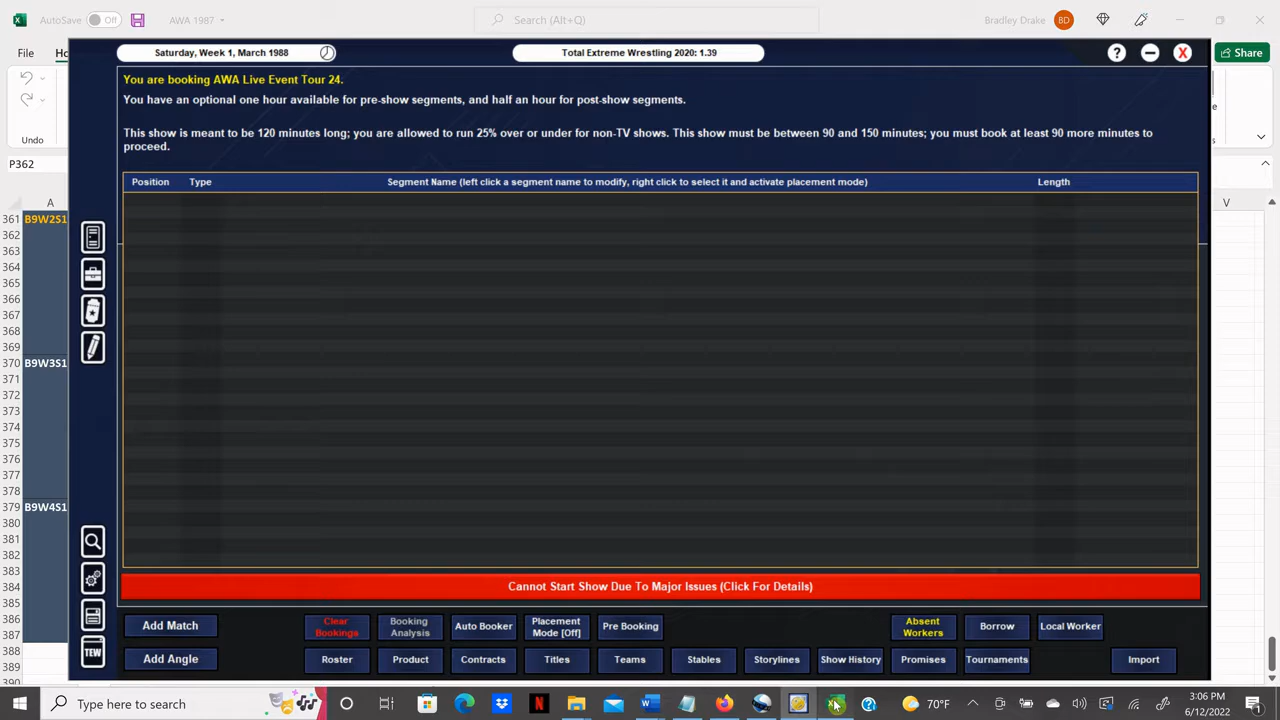 AutoSave Off AWA 1987 Search (Alt+Q) Bradley Drake BD
File Ho Share
Saturday, Week 1, March 1988 Total Extreme Wrestling 2020: 1.39 ? X
You are booking AWA Live Event Tour 24.
You have an optional one hour available for pre-show segments, and half an hour for post-show segments.
This show is meant to be 120 minutes long; you are allowed to run 25% over or under for non-TV shows. This show must be between 90 and 150 minutes; you must book at least 90 more minutes to
proceed.
Undo
P362
Position Type Segment Name (left click a segment name to modify, right click to select it and activate placement mode) Length
A V
361 B9W2S1
362
363
364
365
366
367
368
369
370 B9W3S1
371
372
373
374
375
376
377
378
379 B9W4S1
380
381
382
383
384
385
386
387
388
389
390
Cannot Start Show Due To Major Issues (Click For Details)
Add Match Clear Bookings Booking Analysis Auto Booker Placement Mode [Off] Pre Booking Absent Workers Borrow Local Worker
TEW
Add Angle Roster Product Contracts Titles Teams Stables Storylines Show History Promises Tournaments Import
Type here to search 70°F 3:06 PM
6/12/2022 1